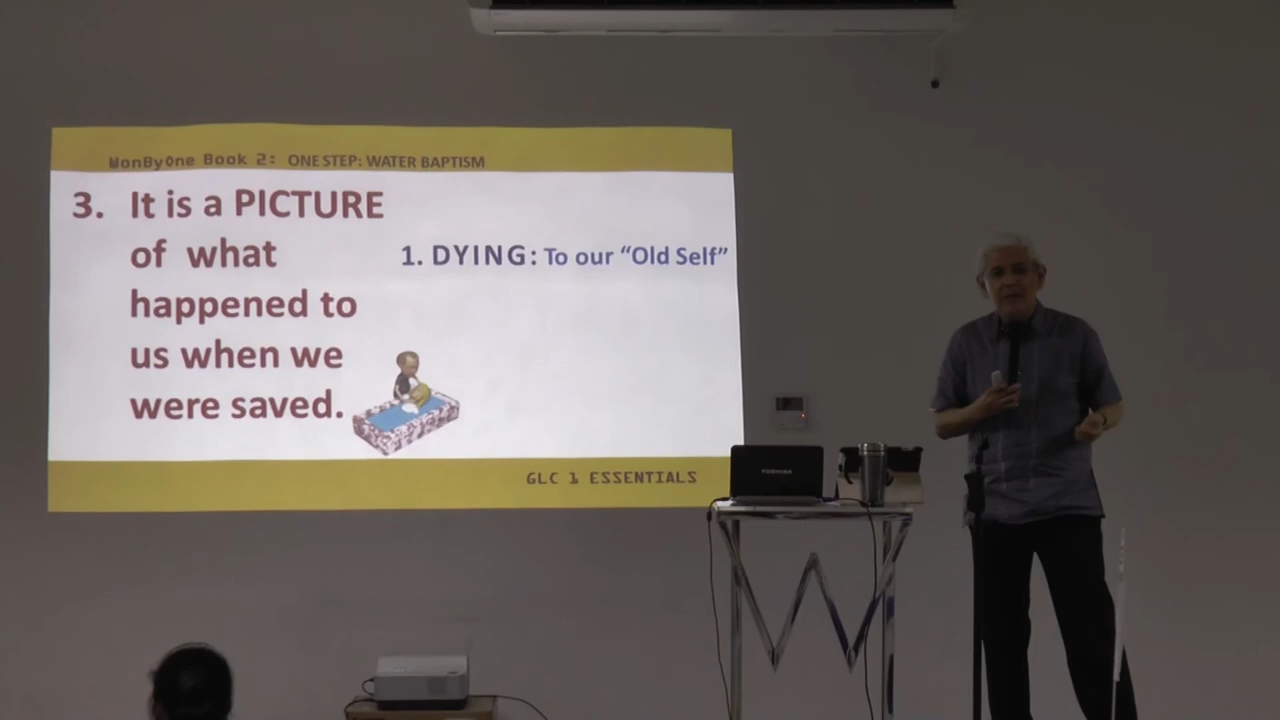 WonByOne Book 2: ONE STEP: WATER BAPTISM
3. It is a PICTURE
of what
happened to
us when we
were saved.
1. DYING: To our “Old Self”
GLC 1 ESSENTIALS
TOSHIBA